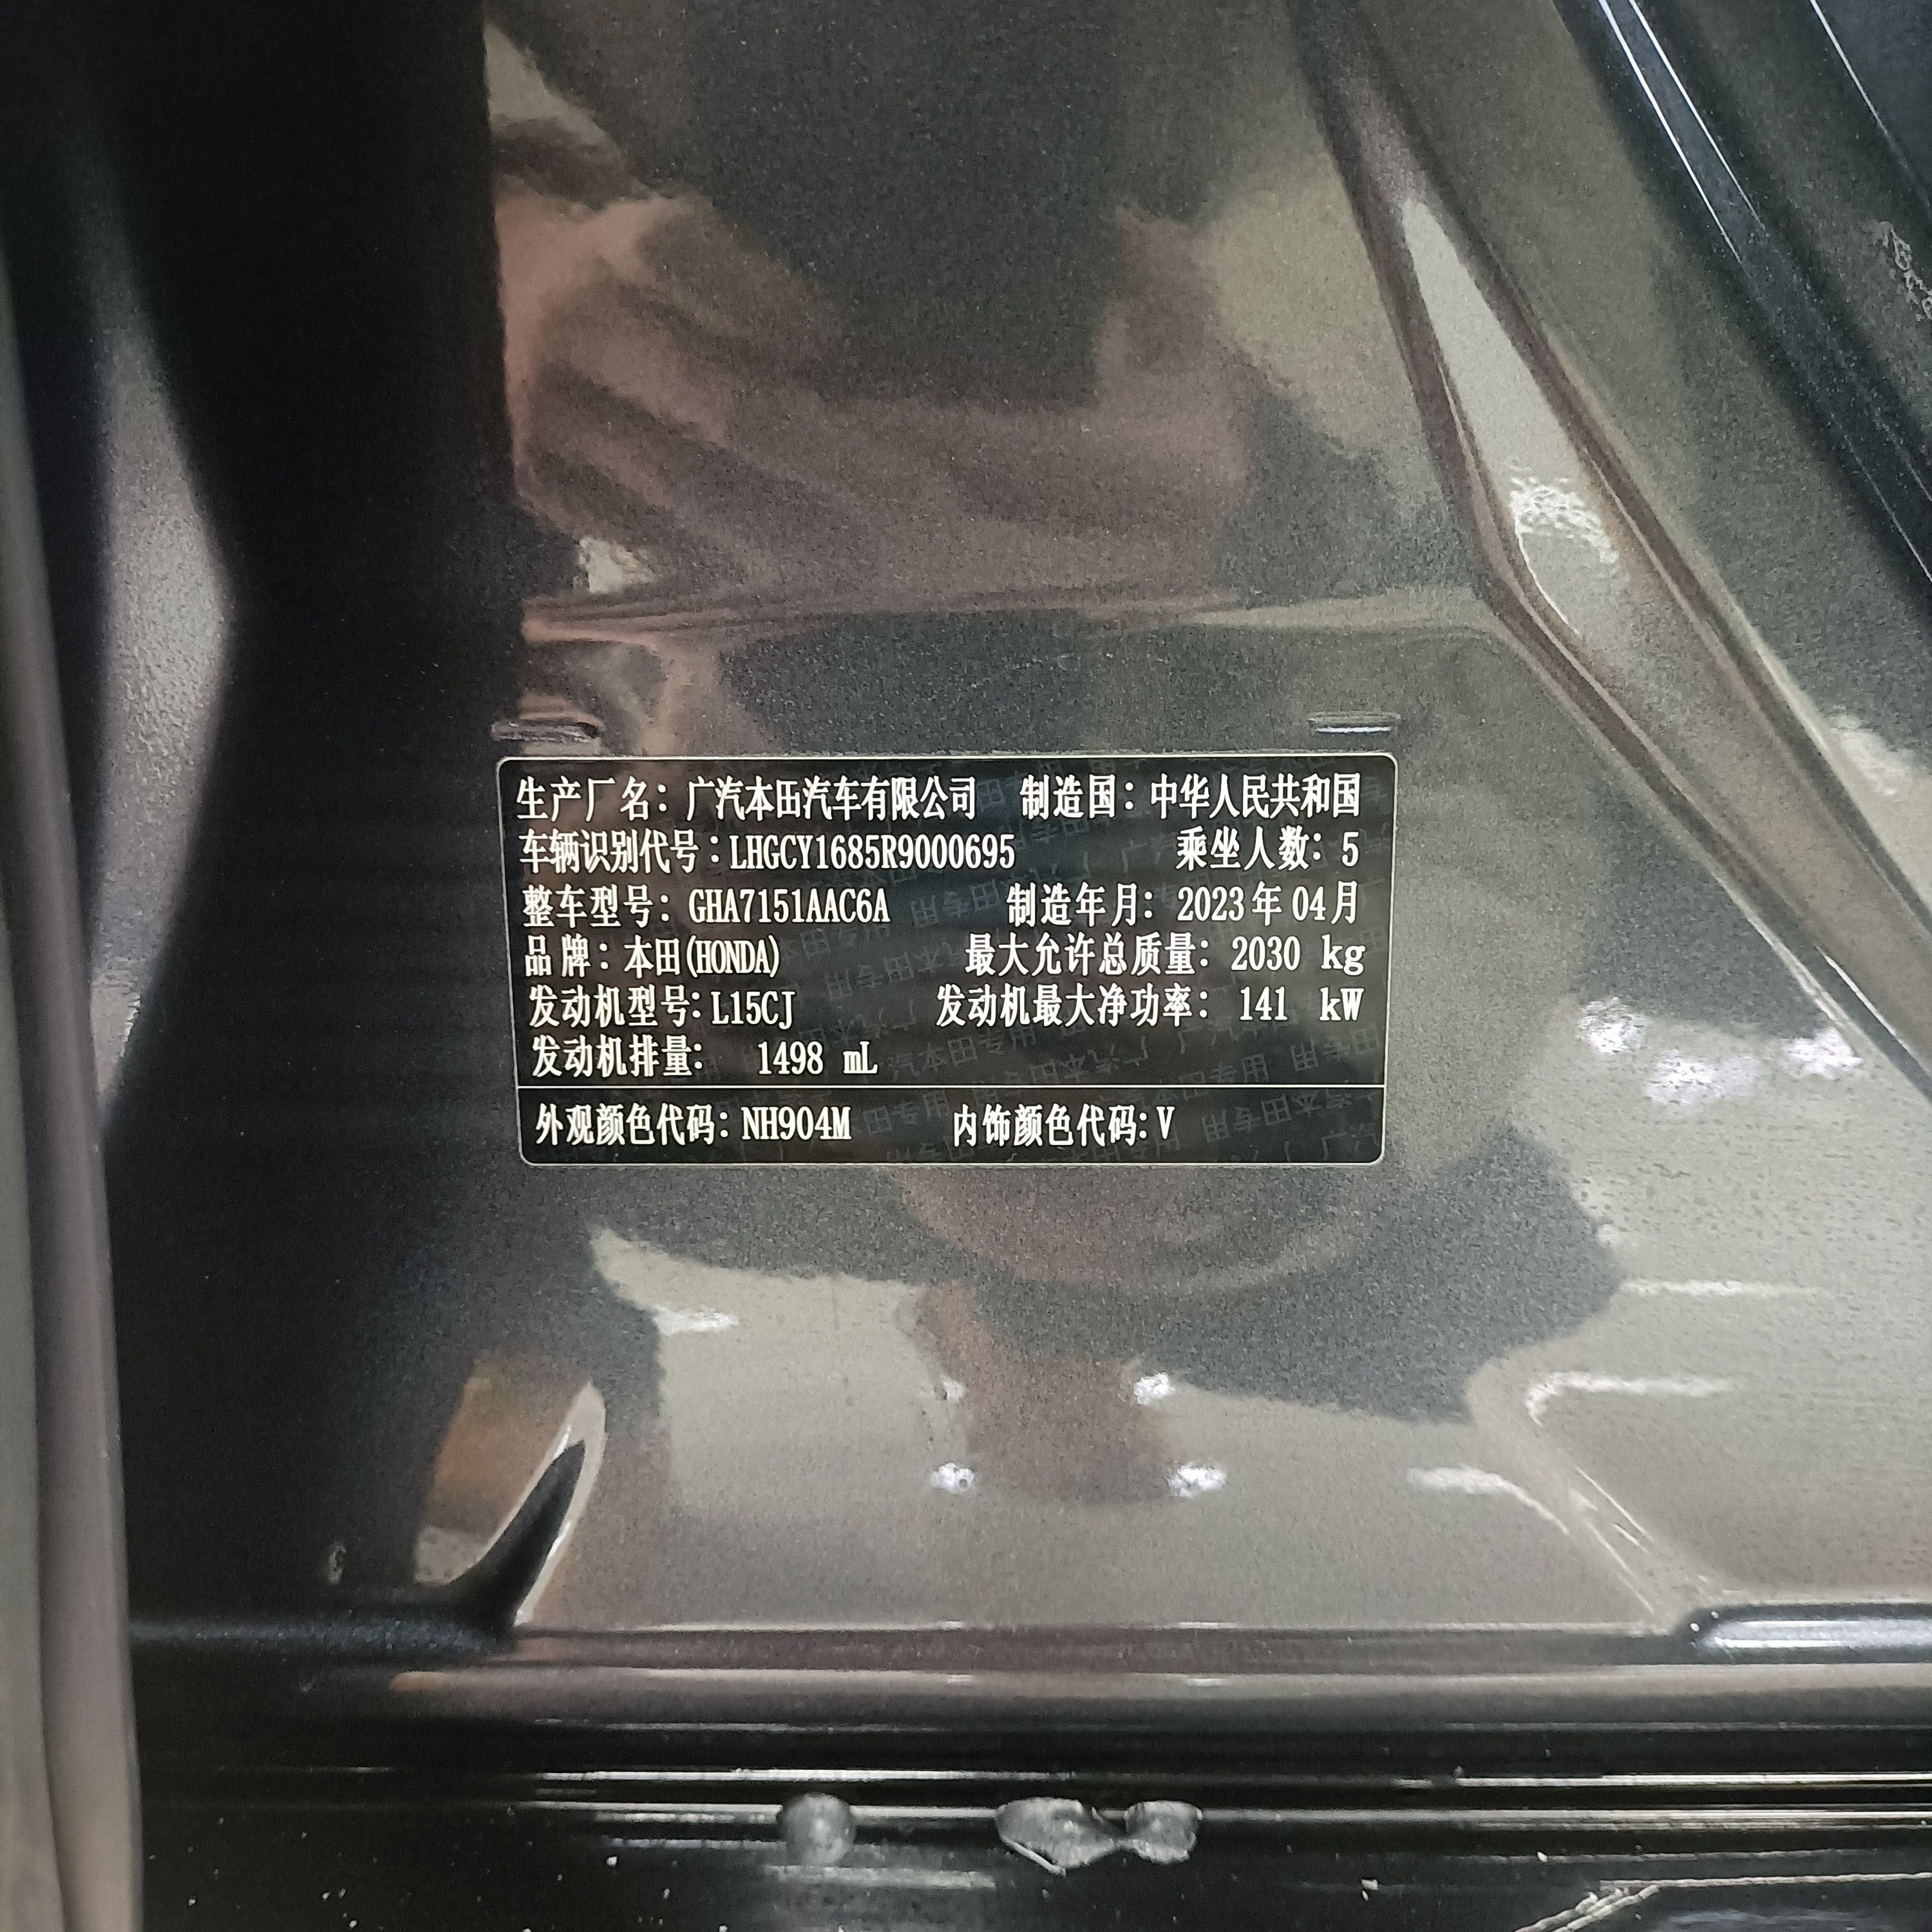 生产厂名：广汽本田汽车有限公司 制造国：中华人民共和国
车辆识别代号：LHGCY1685R9000695 乘坐人数：5
整车型号：GHA7151AAC6A 制造年月：2023年04月
品牌：本田(HONDA) 最大允许总质量：2030 kg
发动机型号：L15CJ 发动机最大净功率：141 kW
发动机排量： 1498 mL
外观颜色代码：NH904M 内饰颜色代码：V